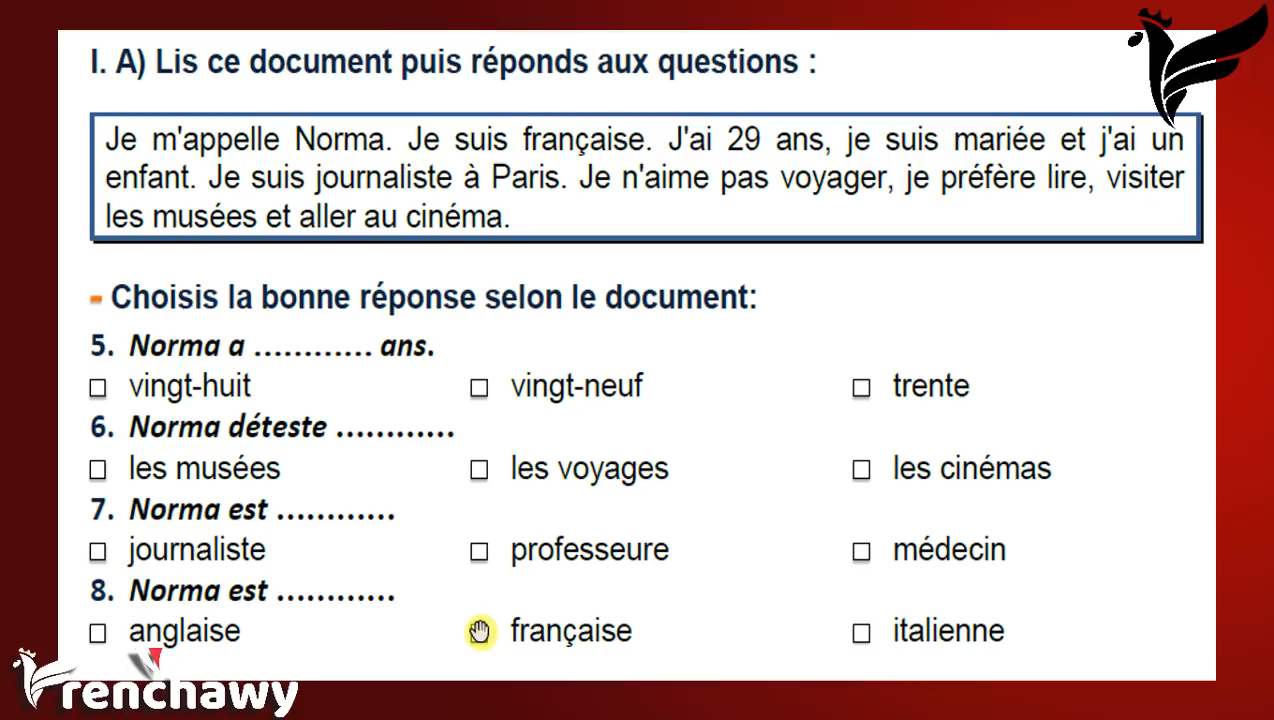 I. A) Lis ce document puis réponds aux questions :
Je m'appelle Norma. Je suis française. J'ai 29 ans, je suis mariée et j'ai un
enfant. Je suis journaliste à Paris. Je n'aime pas voyager, je préfère lire, visiter
les musées et aller au cinéma.
- Choisis la bonne réponse selon le document:
5. Norma a ………… ans.
□ vingt-huit □ vingt-neuf □ trente
6. Norma déteste …………
□ les musées □ les voyages □ les cinémas
7. Norma est …………
□ journaliste □ professeure □ médecin
8. Norma est …………
□ anglaise française □ italienne
Frenchawy